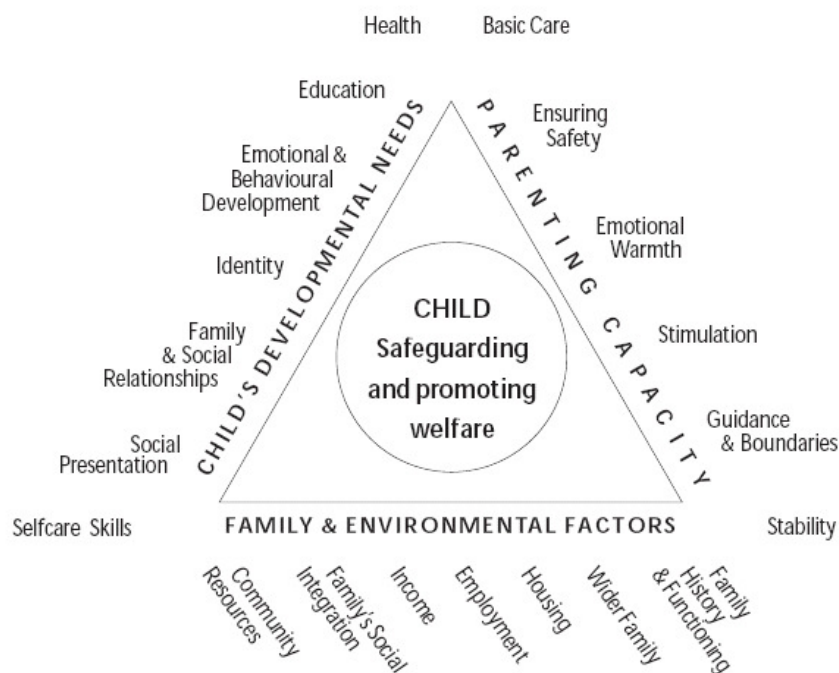 Health
Basic Care
Education
Ensuring
Safety
Emotional &
Behavioural
Development
Emotional
Warmth
Identity
Stimulation
Family
& Social
Relationships
Guidance
& Boundaries
Social
Presentation
Selfcare Skills
Stability
CHILD'S DEVELOPMENTAL NEEDS
PARENTING CAPACITY
CHILD
Safeguarding
and promoting
welfare
FAMILY & ENVIRONMENTAL FACTORS
Community
Resources
Family's Social
Integration
Income
Employment
Housing
Wider Family
Family
History
& Functioning